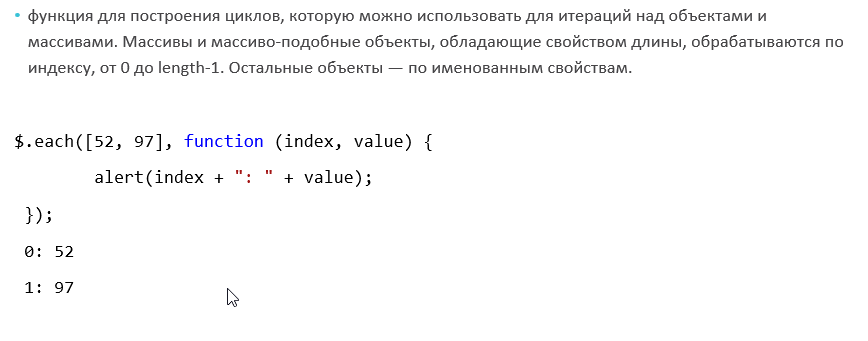 • функция для построения циклов, которую можно использовать для итераций над объектами и
массивами. Массивы и массиво-подобные объекты, обладающие свойством длины, обрабатываются по
индексу, от 0 до length-1. Остальные объекты — по именованным свойствам.
$.each([52, 97], function (index, value) {
        alert(index + ": " + value);
 });
 0: 52
 1: 97